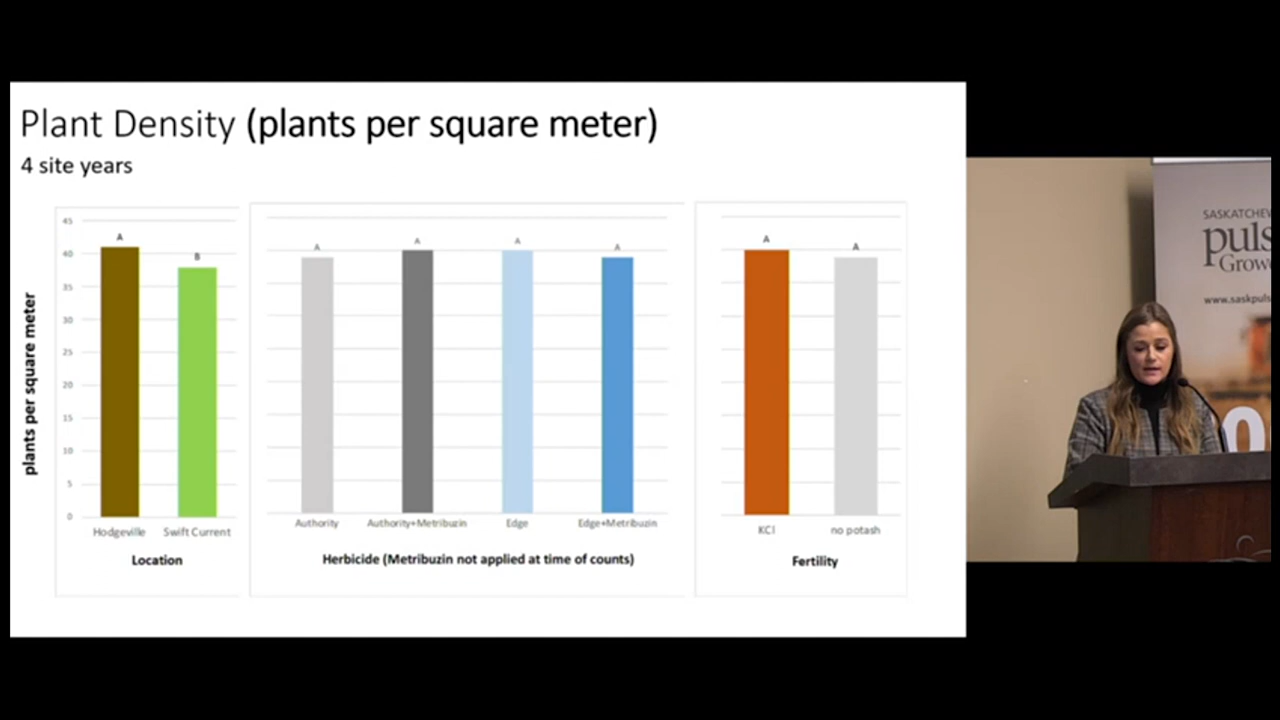 Plant Density (plants per square meter)
4 site years
plants per square meter
45
40
35
30
25
20
15
10
5
0
A
B
Hodgeville Swift Current
Location
A A A A
Authority Authority+Metribuzin Edge Edge+Metribuzin
Herbicide (Metribuzin not applied at time of counts)
A
A
KCl no potash
Fertility
SASKATCHEW
puls
Grow
www.saskpuls
0